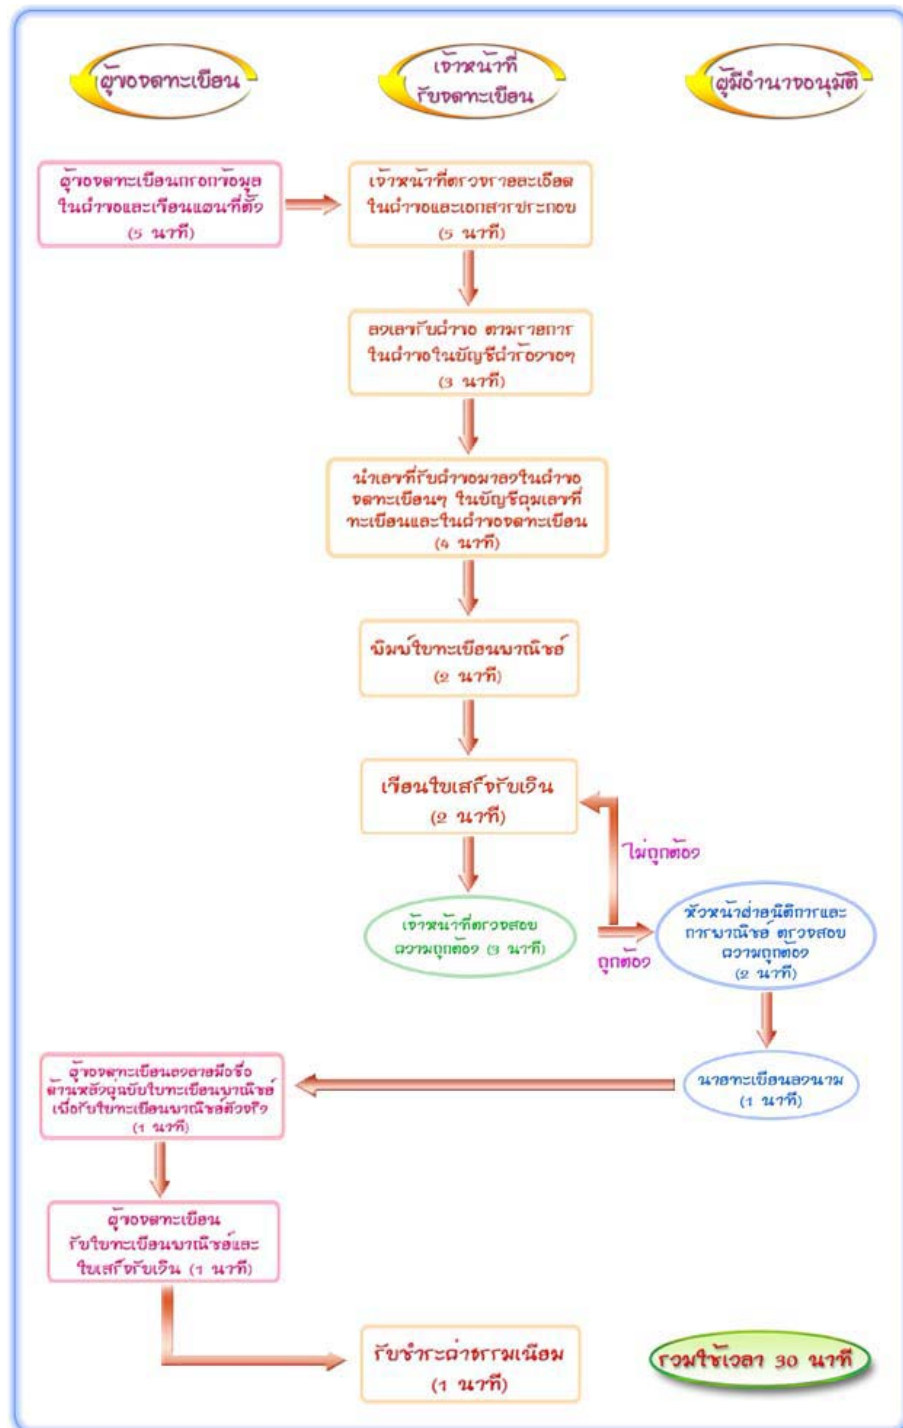 ผู้ขอจดทะเบียน
เจ้าหน้าที่
รับจดทะเบียน
ผู้มีอำนาจอนุมัติ
ผู้ขอจดทะเบียนกรอกข้อมูล
ในคำขอและเขียนแผนที่ตั้ง
(5 นาที)
เจ้าหน้าที่ตรวจรายละเอียด
ในคำขอและเอกสารประกอบ
(5 นาที)
ลงเลขรับคำขอ ตามรายการ
ในคำขอในบัญชีคำร้องจดฯ
(3 นาที)
นำเลขที่รับคำขอมาลงในคำขอ
จดทะเบียนฯ ในบัญชีคุมเลขที่
ทะเบียนและในคำขอจดทะเบียน
(4 นาที)
พิมพ์ใบทะเบียนพาณิชย์
(2 นาที)
เขียนใบเสร็จรับเงิน
(2 นาที)
ไม่ถูกต้อง
เจ้าหน้าที่ตรวจสอบ
ความถูกต้อง (3 นาที)
ถูกต้อง
หัวหน้าฝ่ายนิติการและ
การพาณิชย์ ตรวจสอบ
ความถูกต้อง
(2 นาที)
นายทะเบียนลงนาม
(1 นาที)
ผู้ขอจดทะเบียนลงลายมือชื่อ
ด้านหลังคู่ฉบับใบทะเบียนพาณิชย์
เพื่อรับใบทะเบียนพาณิชย์ตัวจริง
(1 นาที)
ผู้ขอจดทะเบียน
รับใบทะเบียนพาณิชย์และ
ใบเสร็จรับเงิน (1 นาที)
รับชำระค่าธรรมเนียม
(1 นาที)
รวมใช้เวลา 30 นาที